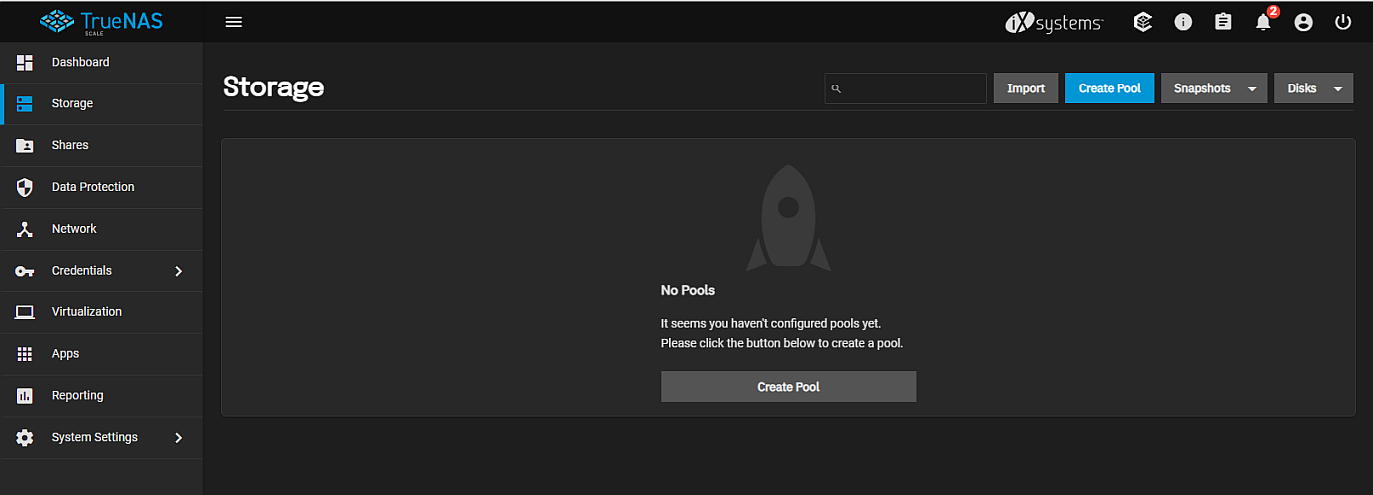 TrueNAS
SCALE
iX systems
2
Dashboard
Storage
Shares
Data Protection
Network
Credentials
Virtualization
Apps
Reporting
System Settings
Storage
Import
Create Pool
Snapshots
Disks
No Pools
It seems you haven't configured pools yet.
Please click the button below to create a pool.
Create Pool